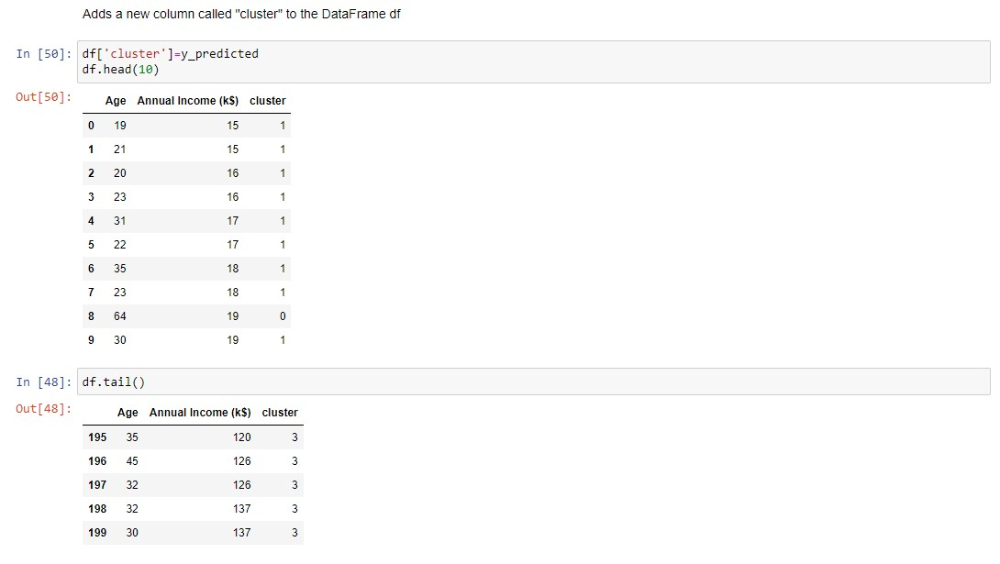 Adds a new column called "cluster" to the DataFrame df
In [50]: df['cluster']=y_predicted
df.head(10)
Out[50]:
Age Annual Income (k$) cluster
0 19 15 1
1 21 15 1
2 20 16 1
3 23 16 1
4 31 17 1
5 22 17 1
6 35 18 1
7 23 18 1
8 64 19 0
9 30 19 1
In [48]: df.tail()
Out[48]:
Age Annual Income (k$) cluster
195 35 120 3
196 45 126 3
197 32 126 3
198 32 137 3
199 30 137 3